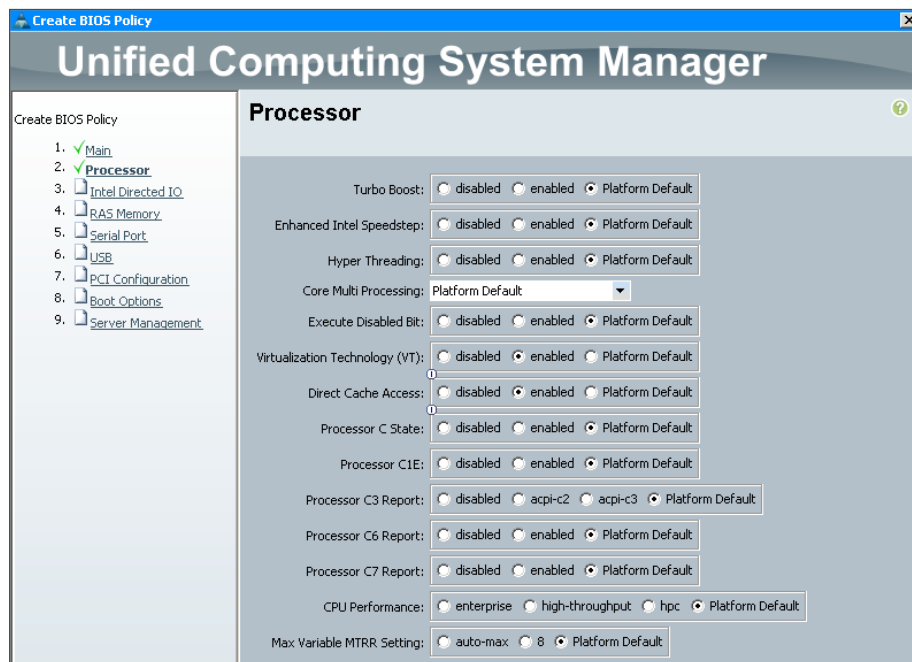 Create BIOS Policy
Unified Computing System Manager
Create BIOS Policy
1. Main
2. Processor
3. Intel Directed IO
4. RAS Memory
5. Serial Port
6. USB
7. PCI Configuration
8. Boot Options
9. Server Management
Processor
Turbo Boost: disabled enabled Platform Default
Enhanced Intel Speedstep: disabled enabled Platform Default
Hyper Threading: disabled enabled Platform Default
Core Multi Processing: Platform Default
Execute Disabled Bit: disabled enabled Platform Default
Virtualization Technology (VT): disabled enabled Platform Default
Direct Cache Access: disabled enabled Platform Default
Processor C State: disabled enabled Platform Default
Processor C1E: disabled enabled Platform Default
Processor C3 Report: disabled acpi-c2 acpi-c3 Platform Default
Processor C6 Report: disabled enabled Platform Default
Processor C7 Report: disabled enabled Platform Default
CPU Performance: enterprise high-throughput hpc Platform Default
Max Variable MTRR Setting: auto-max 8 Platform Default